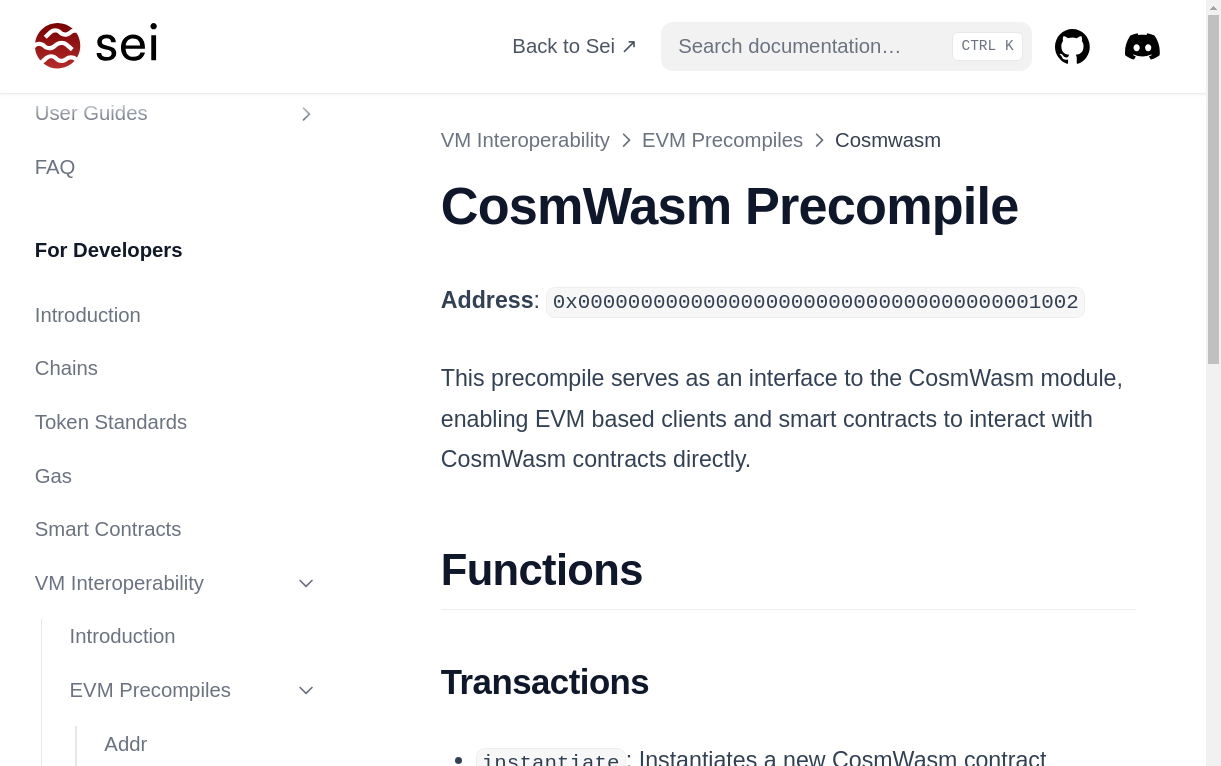 sei
Back to Sei ↗
Search documentation…
CTRL K
User Guides
FAQ
For Developers
Introduction
Chains
Token Standards
Gas
Smart Contracts
VM Interoperability
Introduction
EVM Precompiles
Addr
VM Interoperability > EVM Precompiles > Cosmwasm
CosmWasm Precompile
Address: 0x0000000000000000000000000000000000001002
This precompile serves as an interface to the CosmWasm module,
enabling EVM based clients and smart contracts to interact with
CosmWasm contracts directly.
Functions
Transactions
• instantiate: Instantiates a new CosmWasm contract